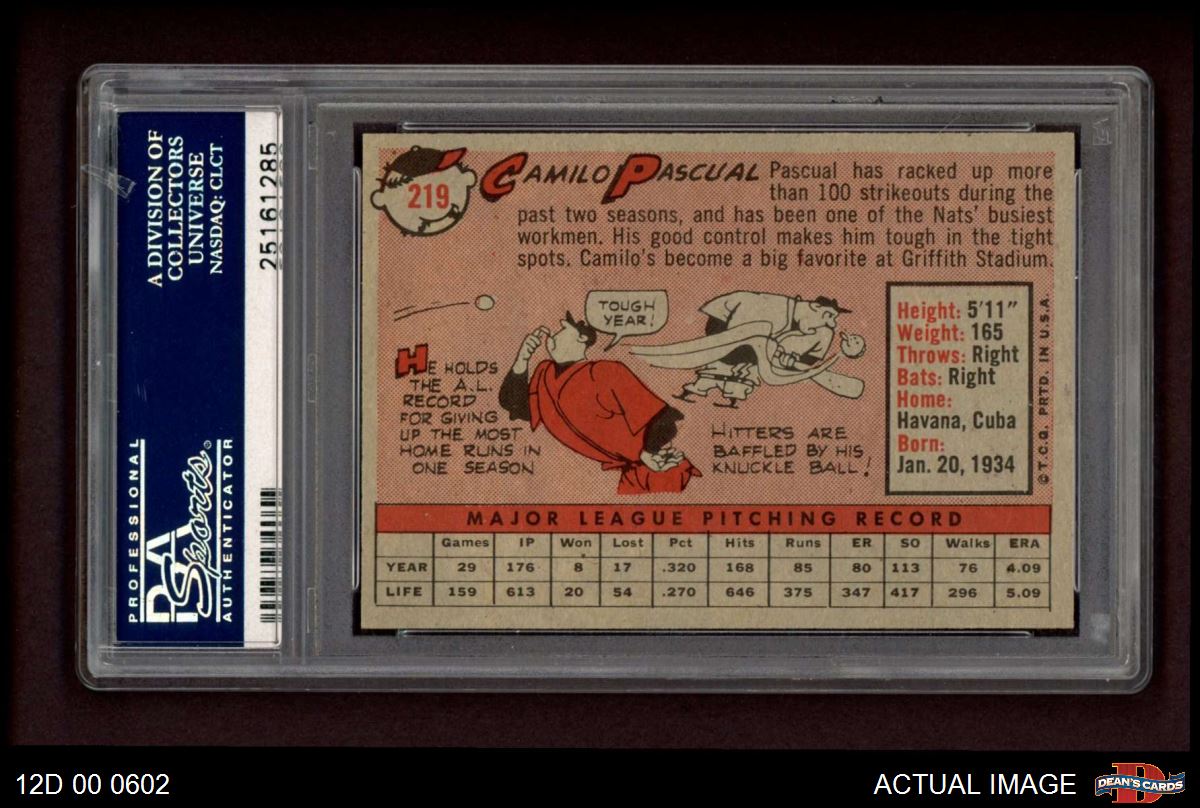 A DIVISION OF
COLLECTORS
UNIVERSE
NASDAQ: CLCT
PROFESSIONAL
PSA
Sports
AUTHENTICATOR
25161285
219
CAMILO PASCUAL
Pascual has racked up more
than 100 strikeouts during the
past two seasons, and has been one of the Nats' busiest
workmen. His good control makes him tough in the tight
spots. Camilo's become a big favorite at Griffith Stadium.
TOUGH
YEAR!
HE HOLDS
THE A.L.
RECORD
FOR GIVING
UP THE MOST
HOME RUNS IN
ONE SEASON
HITTERS ARE
BAFFLED BY HIS
KNUCKLE BALL!
Height: 5'11"
Weight: 165
Throws: Right
Bats: Right
Home:
Havana, Cuba
Born:
Jan. 20, 1934
© T.C.G. PRTD. IN U.S.A.
MAJOR LEAGUE PITCHING RECORD
Games IP Won Lost Pct Hits Runs ER SO Walks ERA
YEAR 29 176 8 17 .320 168 85 80 113 76 4.09
LIFE 159 613 20 54 .270 646 375 347 417 296 5.09
12D 00 0602
ACTUAL IMAGE
DEAN'S CARDS